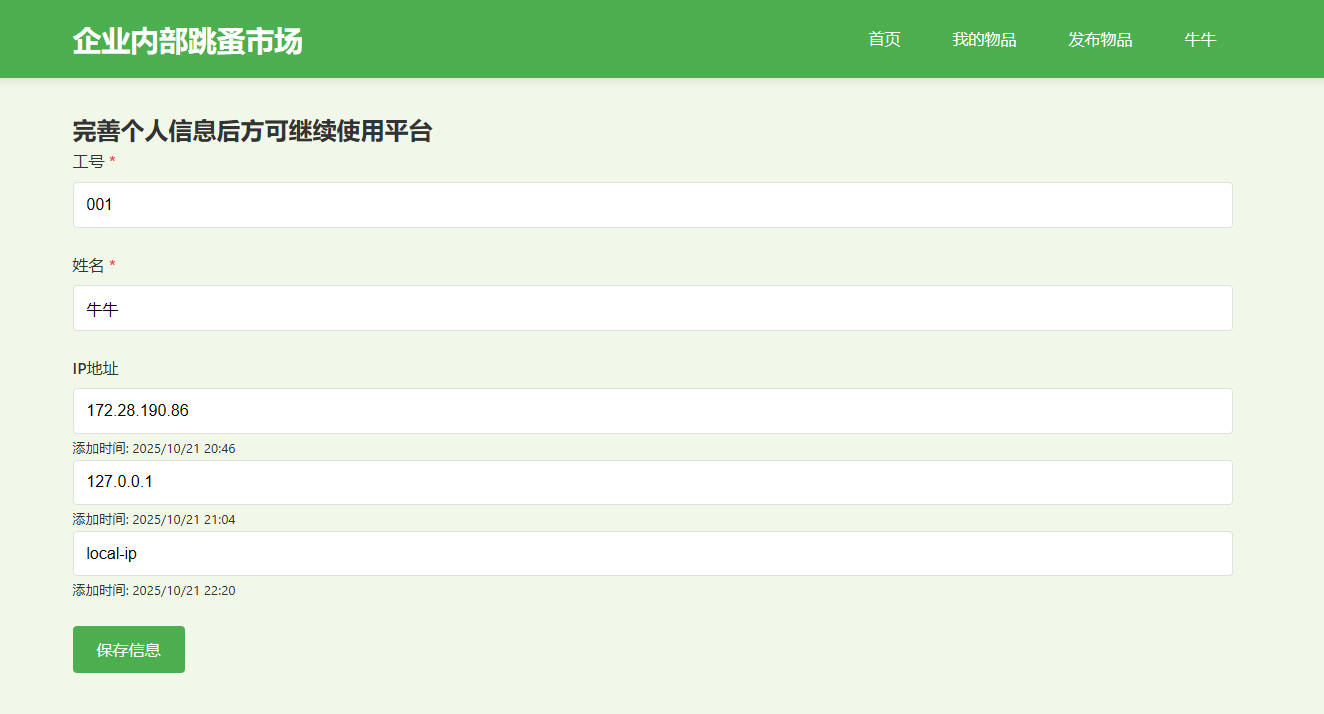 企业内部跳蚤市场
首页 我的物品 发布物品 牛牛
完善个人信息后方可继续使用平台
工号 *
001
姓名 *
牛牛
IP地址
172.28.190.86
添加时间: 2025/10/21 20:46
127.0.0.1
添加时间: 2025/10/21 21:04
local-ip
添加时间: 2025/10/21 22:20
保存信息